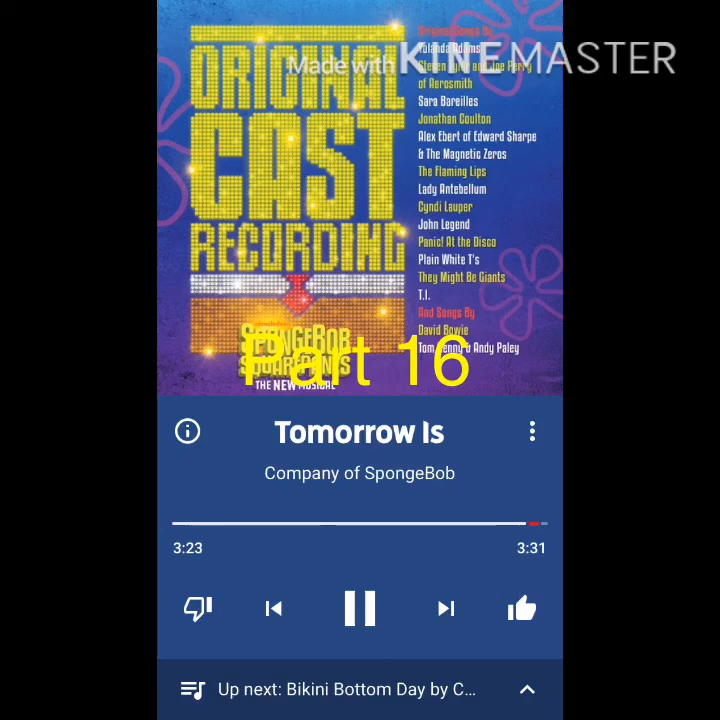 ORIGINAL
CAST
RECORDING
SPONGEBOB
SQUAREPANTS
THE NEW MUSICAL
Original Songs by
Yolanda Adams
Steven Tyler and Joe Perry
of Aerosmith
Sara Bareilles
Jonathan Coulton
Alex Ebert of Edward Sharpe
& The Magnetic Zeros
The Flaming Lips
Lady Antebellum
Cyndi Lauper
John Legend
Panic! At the Disco
Plain White T's
They Might Be Giants
T.I.
And Songs By
David Bowie
Tom Kenny & Andy Paley
Made with KINEMASTER
Part 16
Tomorrow Is
Company of SpongeBob
3:23
3:31
Up next: Bikini Bottom Day by C...